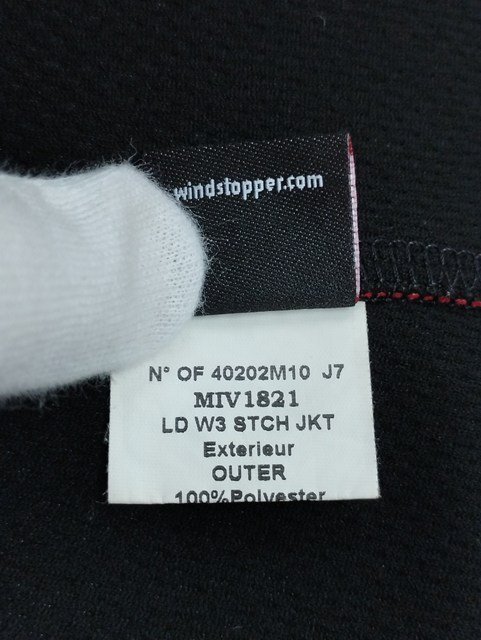 windstopper.com
N° OF 40202M10 J7
MIV1821
LD W3 STCH JKT
Exterieur
OUTER
100%Polyester